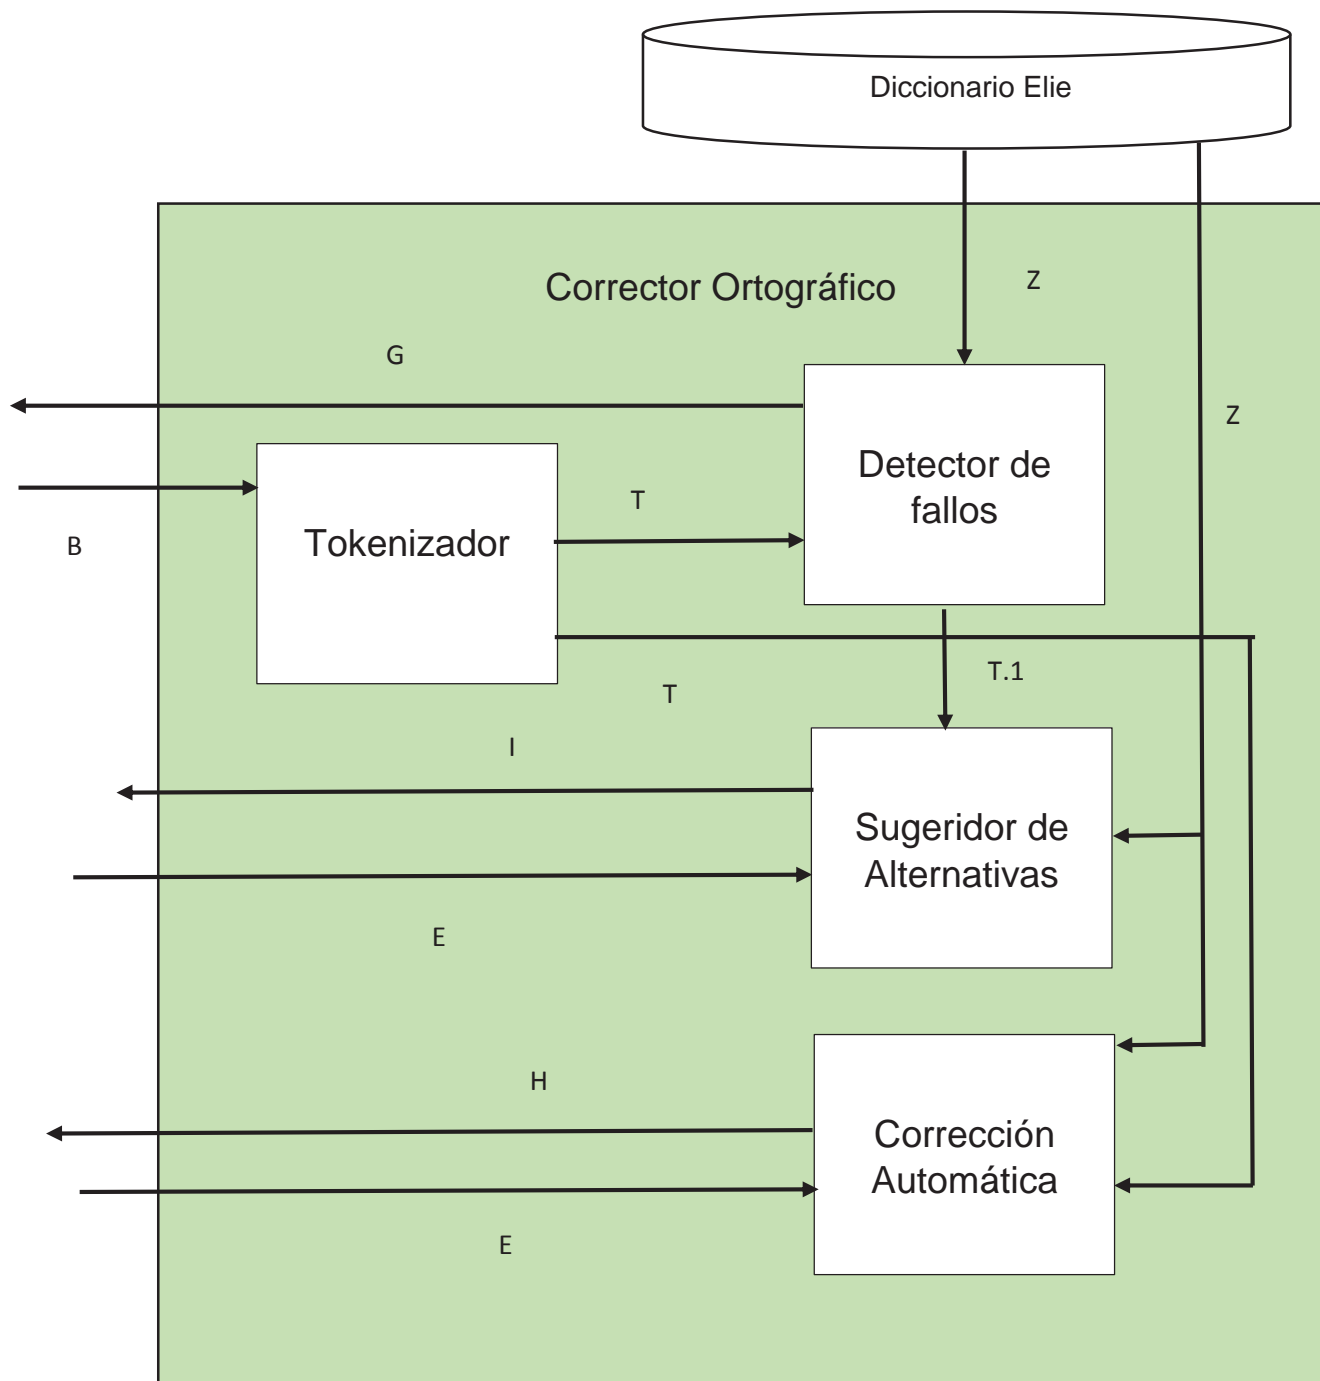 Diccionario Elie
Corrector Ortográfico
Z
G
Z
Detector de
fallos
T
Tokenizador
B
T.1
T
I
Sugeridor de
Alternativas
E
H
Corrección
Automática
E